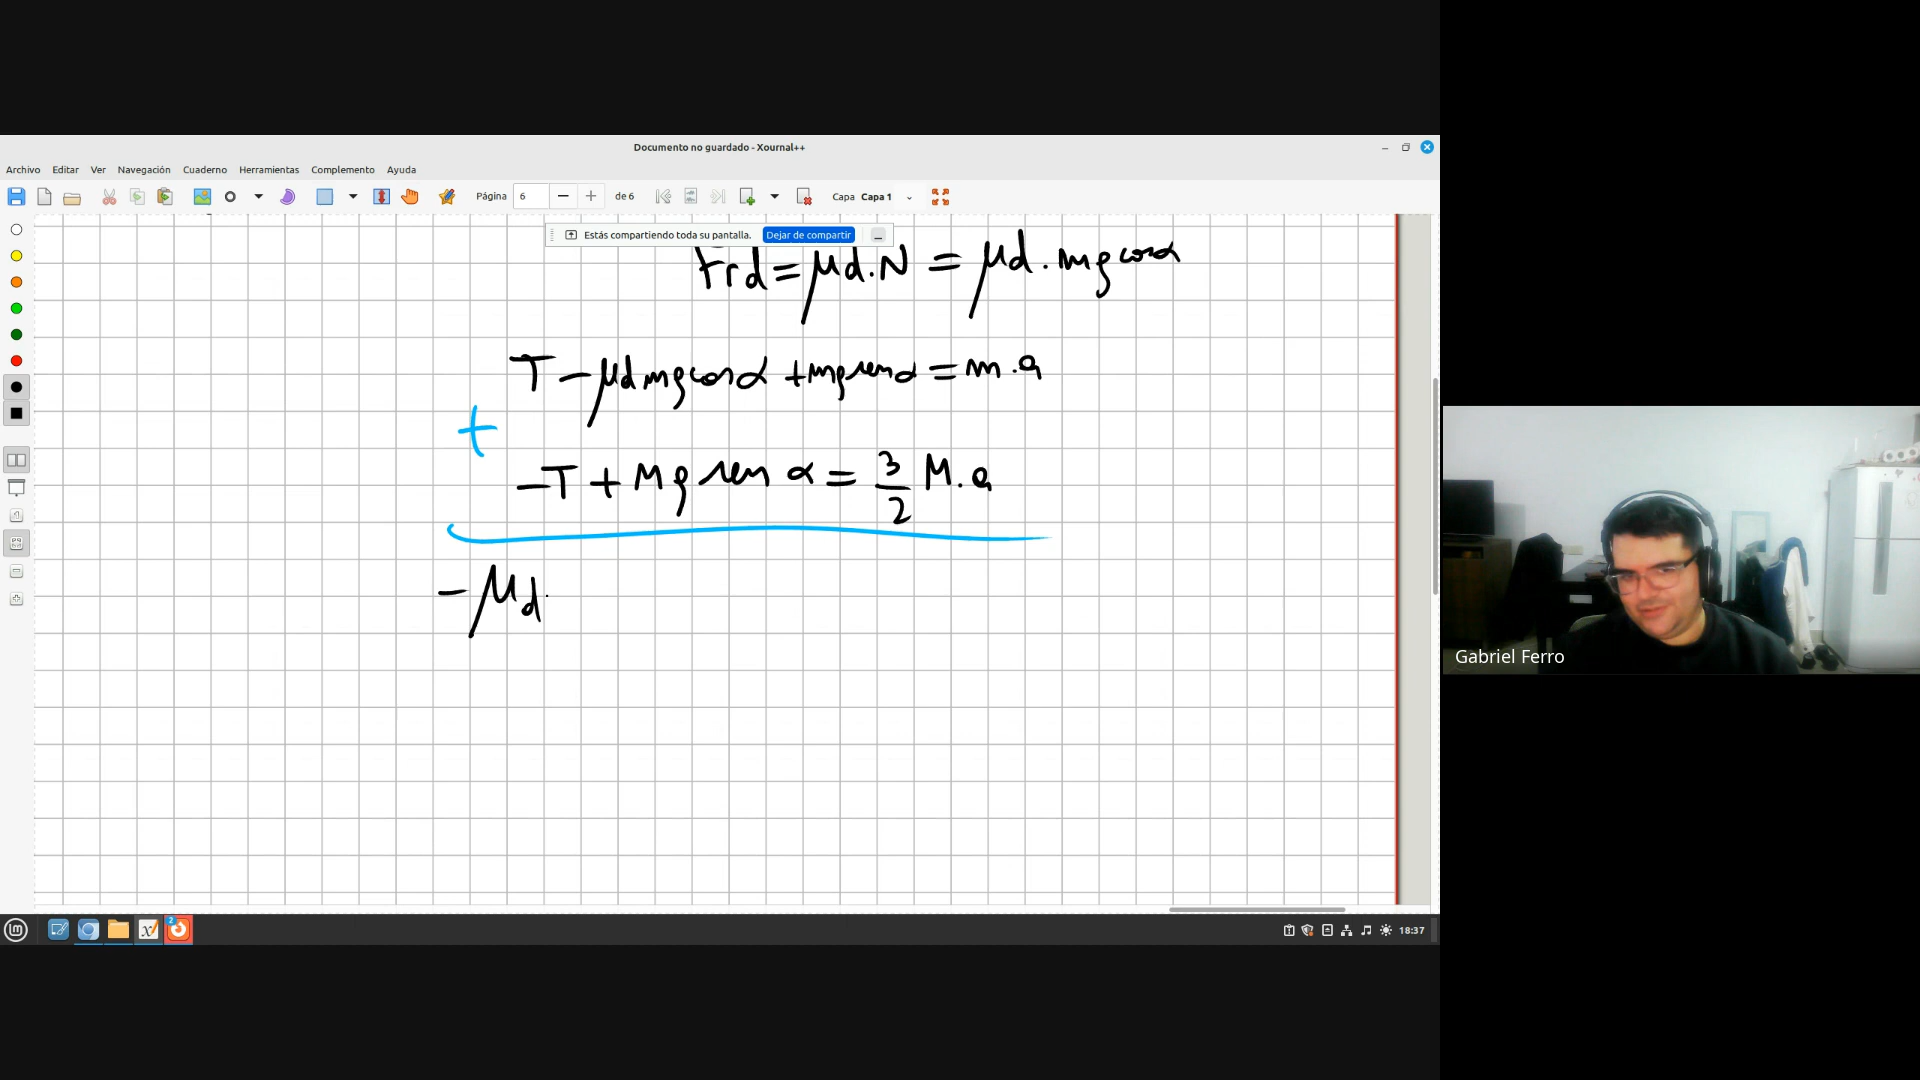 Documento no guardado - Xournal++
Archivo Editar Ver Navegación Cuaderno Herramientas Complemento Ayuda
Página 6 de 6 Capa Capa 1
Estás compartiendo toda su pantalla. Dejar de compartir
Frd = μd . N = μd . mg cos α
T − μd mg cos α + mg sen α = m . a
+
−T + Mg sen α = 3/2 M . a
− μd .
Gabriel Ferro
2
18:37